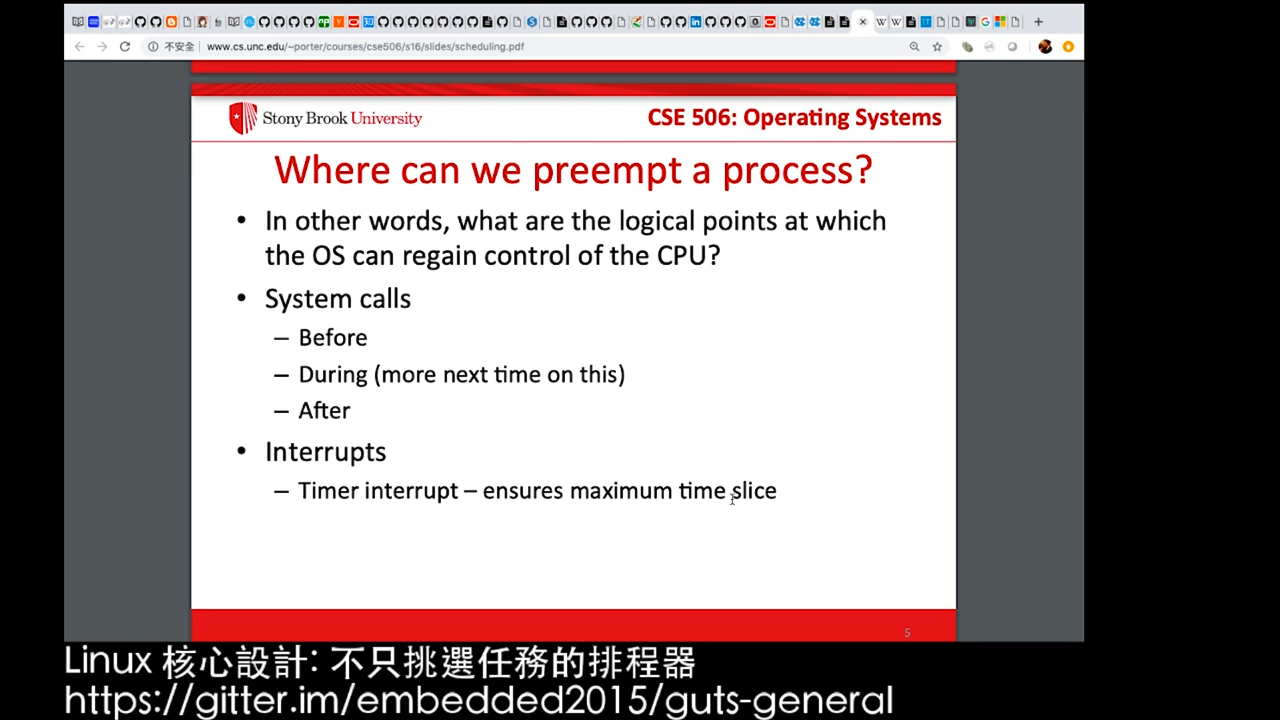 不安全
www.cs.unc.edu/~porter/courses/cse506/s16/slides/scheduling.pdf
Stony Brook University
CSE 506: Operating Systems
Where can we preempt a process?
• In other words, what are the logical points at which
the OS can regain control of the CPU?
• System calls
– Before
– During (more next time on this)
– After
• Interrupts
– Timer interrupt – ensures maximum time slice
5
Linux 核心設計: 不只挑選任務的排程器
https://gitter.im/embedded2015/guts-general